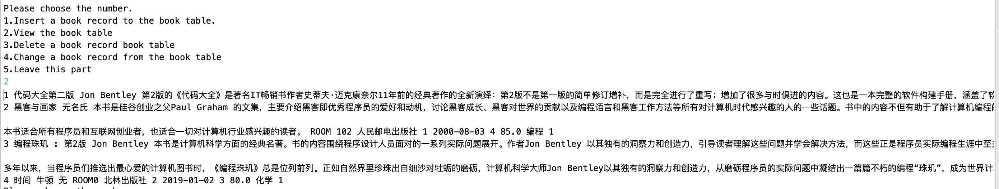 Please choose the number.
1.Insert a book record to the book table.
2.View the book table
3.Delete a book record book table
4.Change a book record from the book table
5.Leave this part
2
1 代码大全第二版 Jon Bentley 第2版的《代码大全》是著名IT畅销书作者史蒂夫·迈克康奈尔11年前的经典著作的全新演绎：第2版不是第一版的简单修订增补，而是完全进行了重写；增加了很多与时俱进的内容。这也是一本完整的软件构建手册，涵盖了软
2 黑客与画家 无名氏 本书是硅谷创业之父Paul Graham 的文集，主要介绍黑客即优秀程序员的爱好和动机，讨论黑客成长、黑客对世界的贡献以及编程语言和黑客工作方法等所有对计算机时代感兴趣的人的一些话题。书中的内容不但有助于了解计算机编程
本书适合所有程序员和互联网创业者，也适合一切对计算机行业感兴趣的读者。 ROOM 102 人民邮电出版社 1 2000-08-03 4 85.0 编程 1
3 编程珠玑 : 第2版 Jon Bentley 本书是计算机科学方面的经典名著。书的内容围绕程序设计人员面对的一系列实际问题展开。作者Jon Bentley 以其独有的洞察力和创造力，引导读者理解这些问题并学会解决方法，而这些正是程序员实际编程生涯中至
多年以来，当程序员们推选出最心爱的计算机图书时，《编程珠玑》总是位列前列。正如自然界里珍珠出自细沙对牡蛎的磨砺，计算机科学大师Jon Bentley以其独有的洞察力和创造力，从磨砺程序员的实际问题中凝结出一篇篇不朽的编程“珠玑”，成为世界计
4 时间 牛顿 无 ROOM0 北林出版社 2 2019-01-02 3 80.0 化学 1